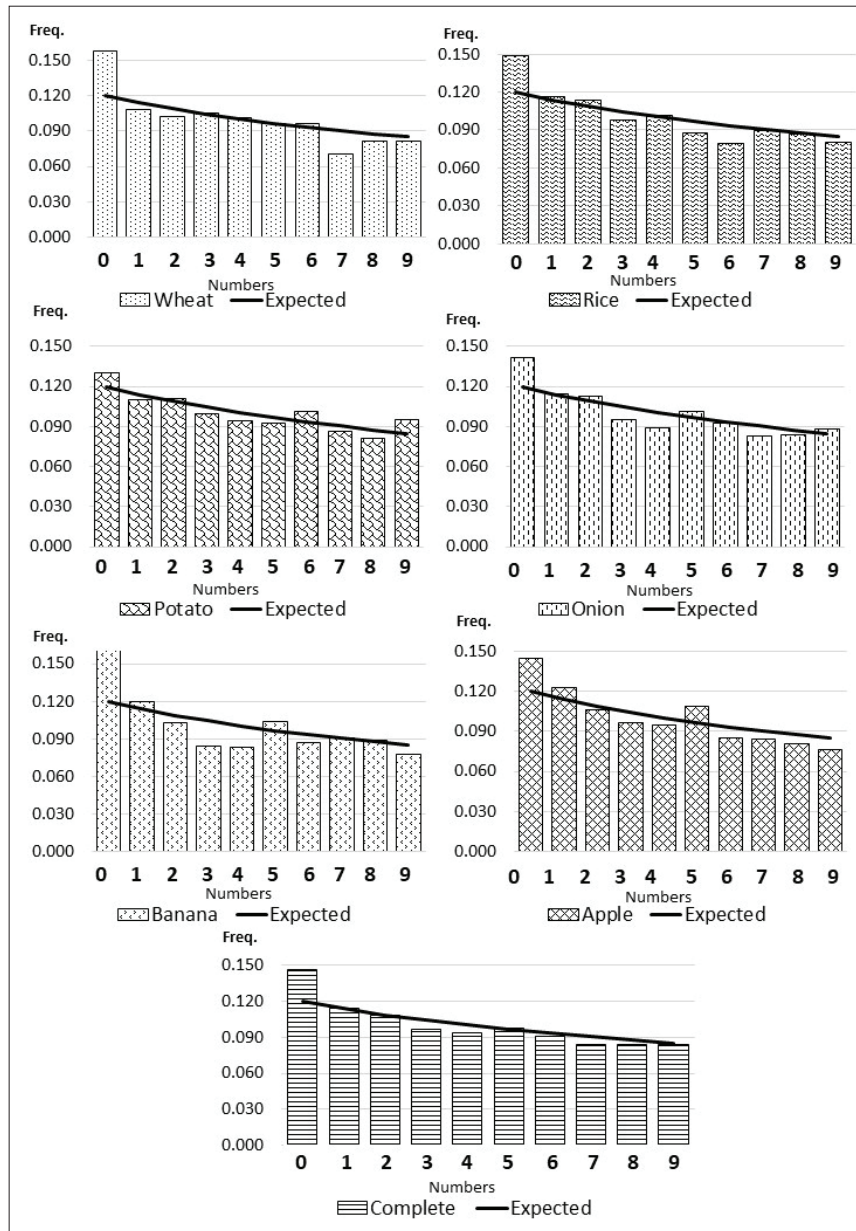 Freq.
0.150
0.120
0.090
0.060
0.030
0.000
0 1 2 3 4 5 6 7 8 9
Numbers
Wheat Expected
Freq.
0.150
0.120
0.090
0.060
0.030
0.000
0 1 2 3 4 5 6 7 8 9
Numbers
Rice Expected
Freq.
0.150
0.120
0.090
0.060
0.030
0.000
0 1 2 3 4 5 6 7 8 9
Numbers
Potato Expected
Freq.
0.150
0.120
0.090
0.060
0.030
0.000
0 1 2 3 4 5 6 7 8 9
Numbers
Onion Expected
Freq.
0.150
0.120
0.090
0.060
0.030
0.000
0 1 2 3 4 5 6 7 8 9
Numbers
Banana Expected
Freq.
0.150
0.120
0.090
0.060
0.030
0.000
0 1 2 3 4 5 6 7 8 9
Numbers
Apple Expected
Freq.
0.150
0.120
0.090
0.060
0.030
0.000
0 1 2 3 4 5 6 7 8 9
Numbers
Complete Expected